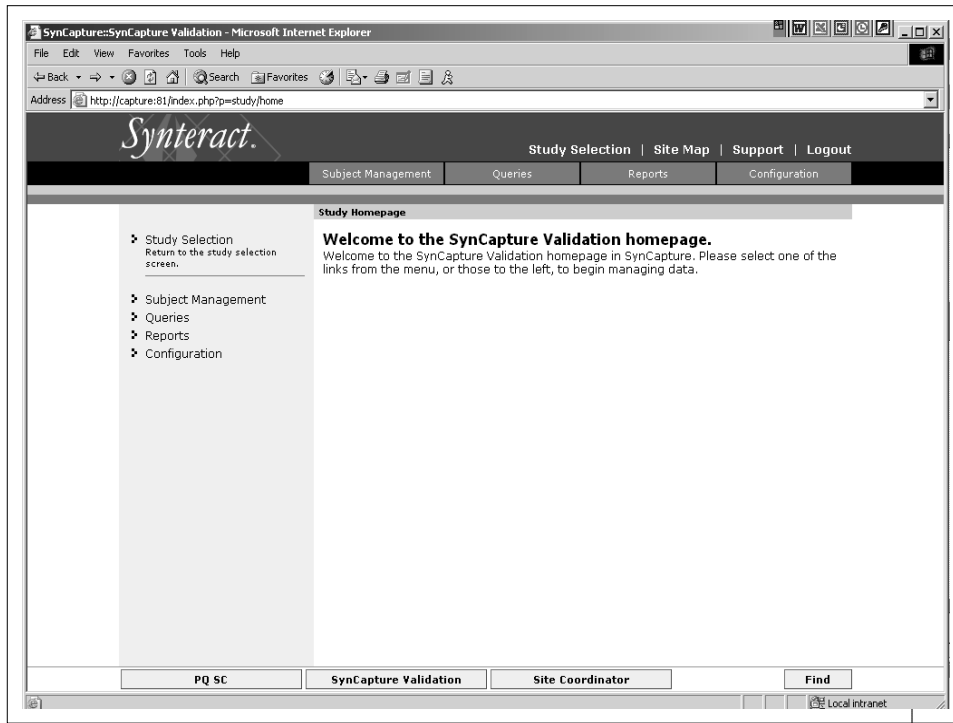 SynCapture::SynCapture Validation - Microsoft Internet Explorer
File Edit View Favorites Tools Help
Back Search Favorites
Address http://capture:81/index.php?p=study/home
Synteract.
Study Selection | Site Map | Support | Logout
Subject Management Queries Reports Configuration
Study Homepage
Study Selection
Return to the study selection
screen.
Subject Management
Queries
Reports
Configuration
Welcome to the SynCapture Validation homepage.
Welcome to the SynCapture Validation homepage in SynCapture. Please select one of the
links from the menu, or those to the left, to begin managing data.
PQ SC SynCapture Validation Site Coordinator Find
Local intranet